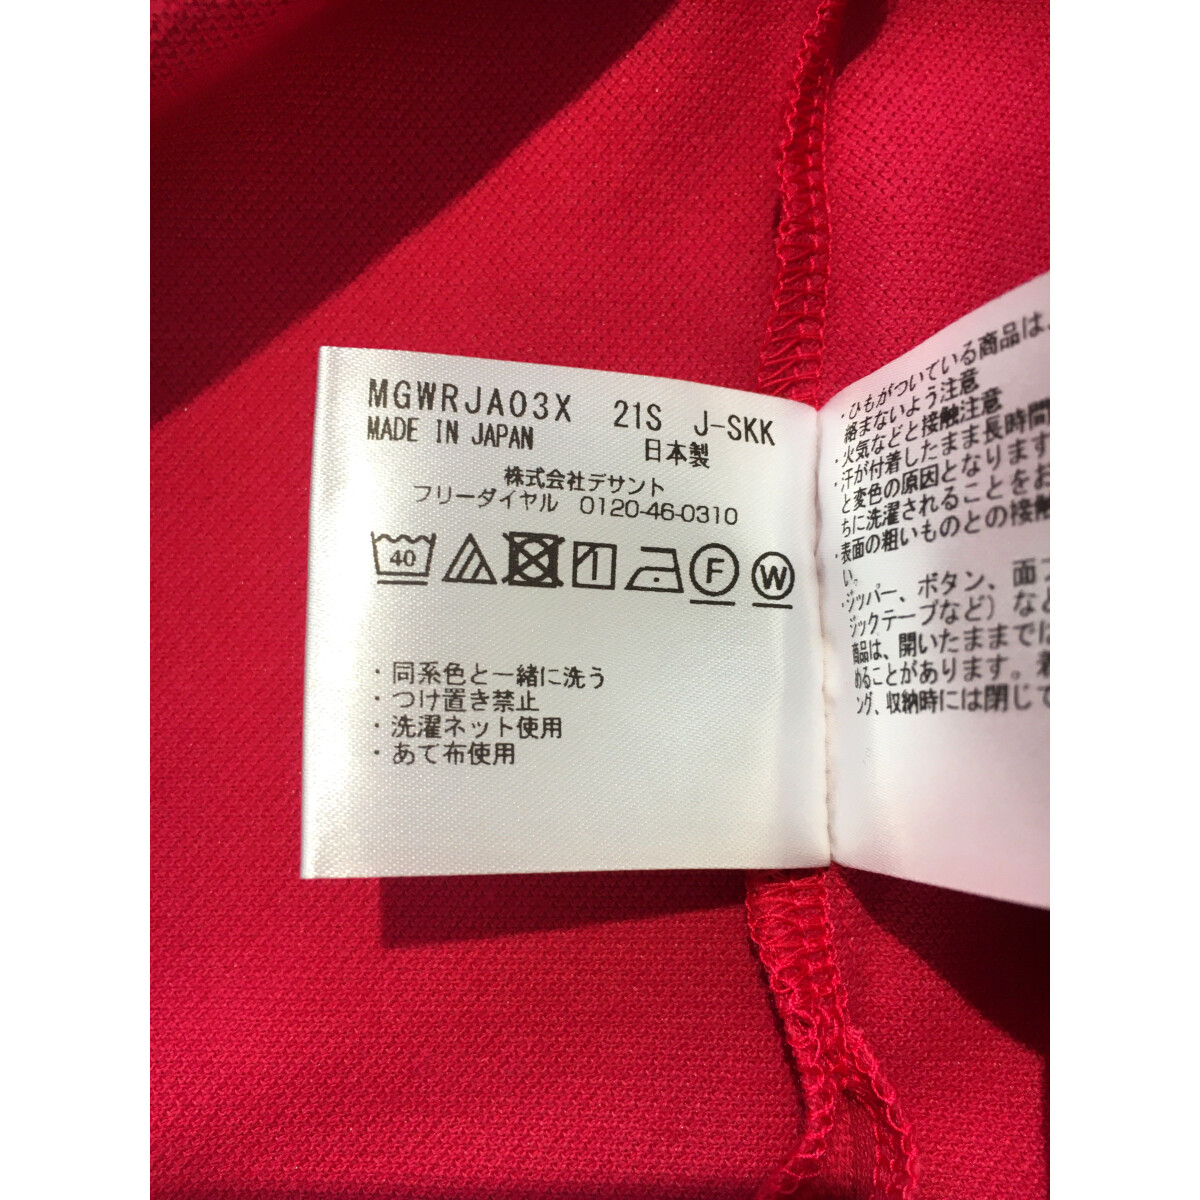 MGWRJA03X 21S J-SKK
MADE IN JAPAN 日本製
株式会社デサント
フリーダイヤル 0120-46-0310
40 F W
・同系色と一緒に洗う
・つけ置き禁止
・洗濯ネット使用
・あて布使用
・ひもがついている商品は、
絡まないよう注意
・火気などと接触注意
・汗が付着したまま長時間
と変色の原因となります
ちに洗濯されることをお
・表面の粗いものとの接触
い。
・ジッパー、ボタン、面フ
ジックテープなど）など
商品は、開いたままでは
めることがあります。着
ング、収納時には閉じて